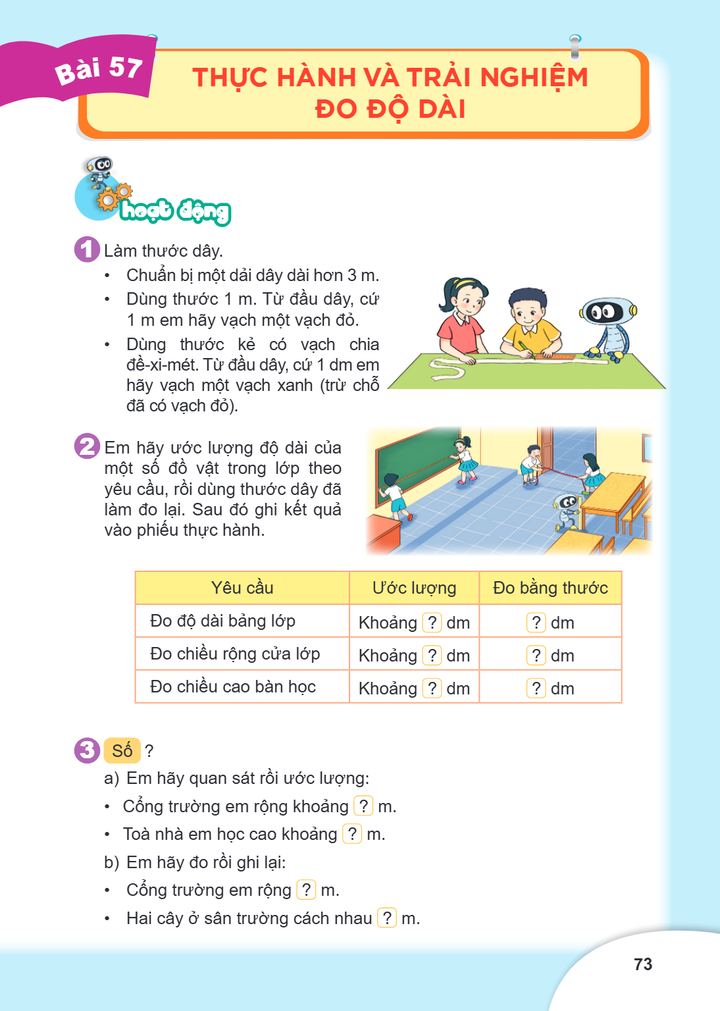 Bài 57
THỰC HÀNH VÀ TRẢI NGHIỆM
ĐO ĐỘ DÀI
hoạt động
1 Làm thước dây.
• Chuẩn bị một dải dây dài hơn 3 m.
• Dùng thước 1 m. Từ đầu dây, cứ
1 m em hãy vạch một vạch đỏ.
• Dùng thước kẻ có vạch chia
đề-xi-mét. Từ đầu dây, cứ 1 dm em
hãy vạch một vạch xanh (trừ chỗ
đã có vạch đỏ).
2 Em hãy ước lượng độ dài của
một số đồ vật trong lớp theo
yêu cầu, rồi dùng thước dây đã
làm đo lại. Sau đó ghi kết quả
vào phiếu thực hành.
Yêu cầu Ước lượng Đo bằng thước
Đo độ dài bảng lớp Khoảng ? dm ? dm
Đo chiều rộng cửa lớp Khoảng ? dm ? dm
Đo chiều cao bàn học Khoảng ? dm ? dm
3 Số ?
a) Em hãy quan sát rồi ước lượng:
• Cổng trường em rộng khoảng ? m.
• Toà nhà em học cao khoảng ? m.
b) Em hãy đo rồi ghi lại:
• Cổng trường em rộng ? m.
• Hai cây ở sân trường cách nhau ? m.
73